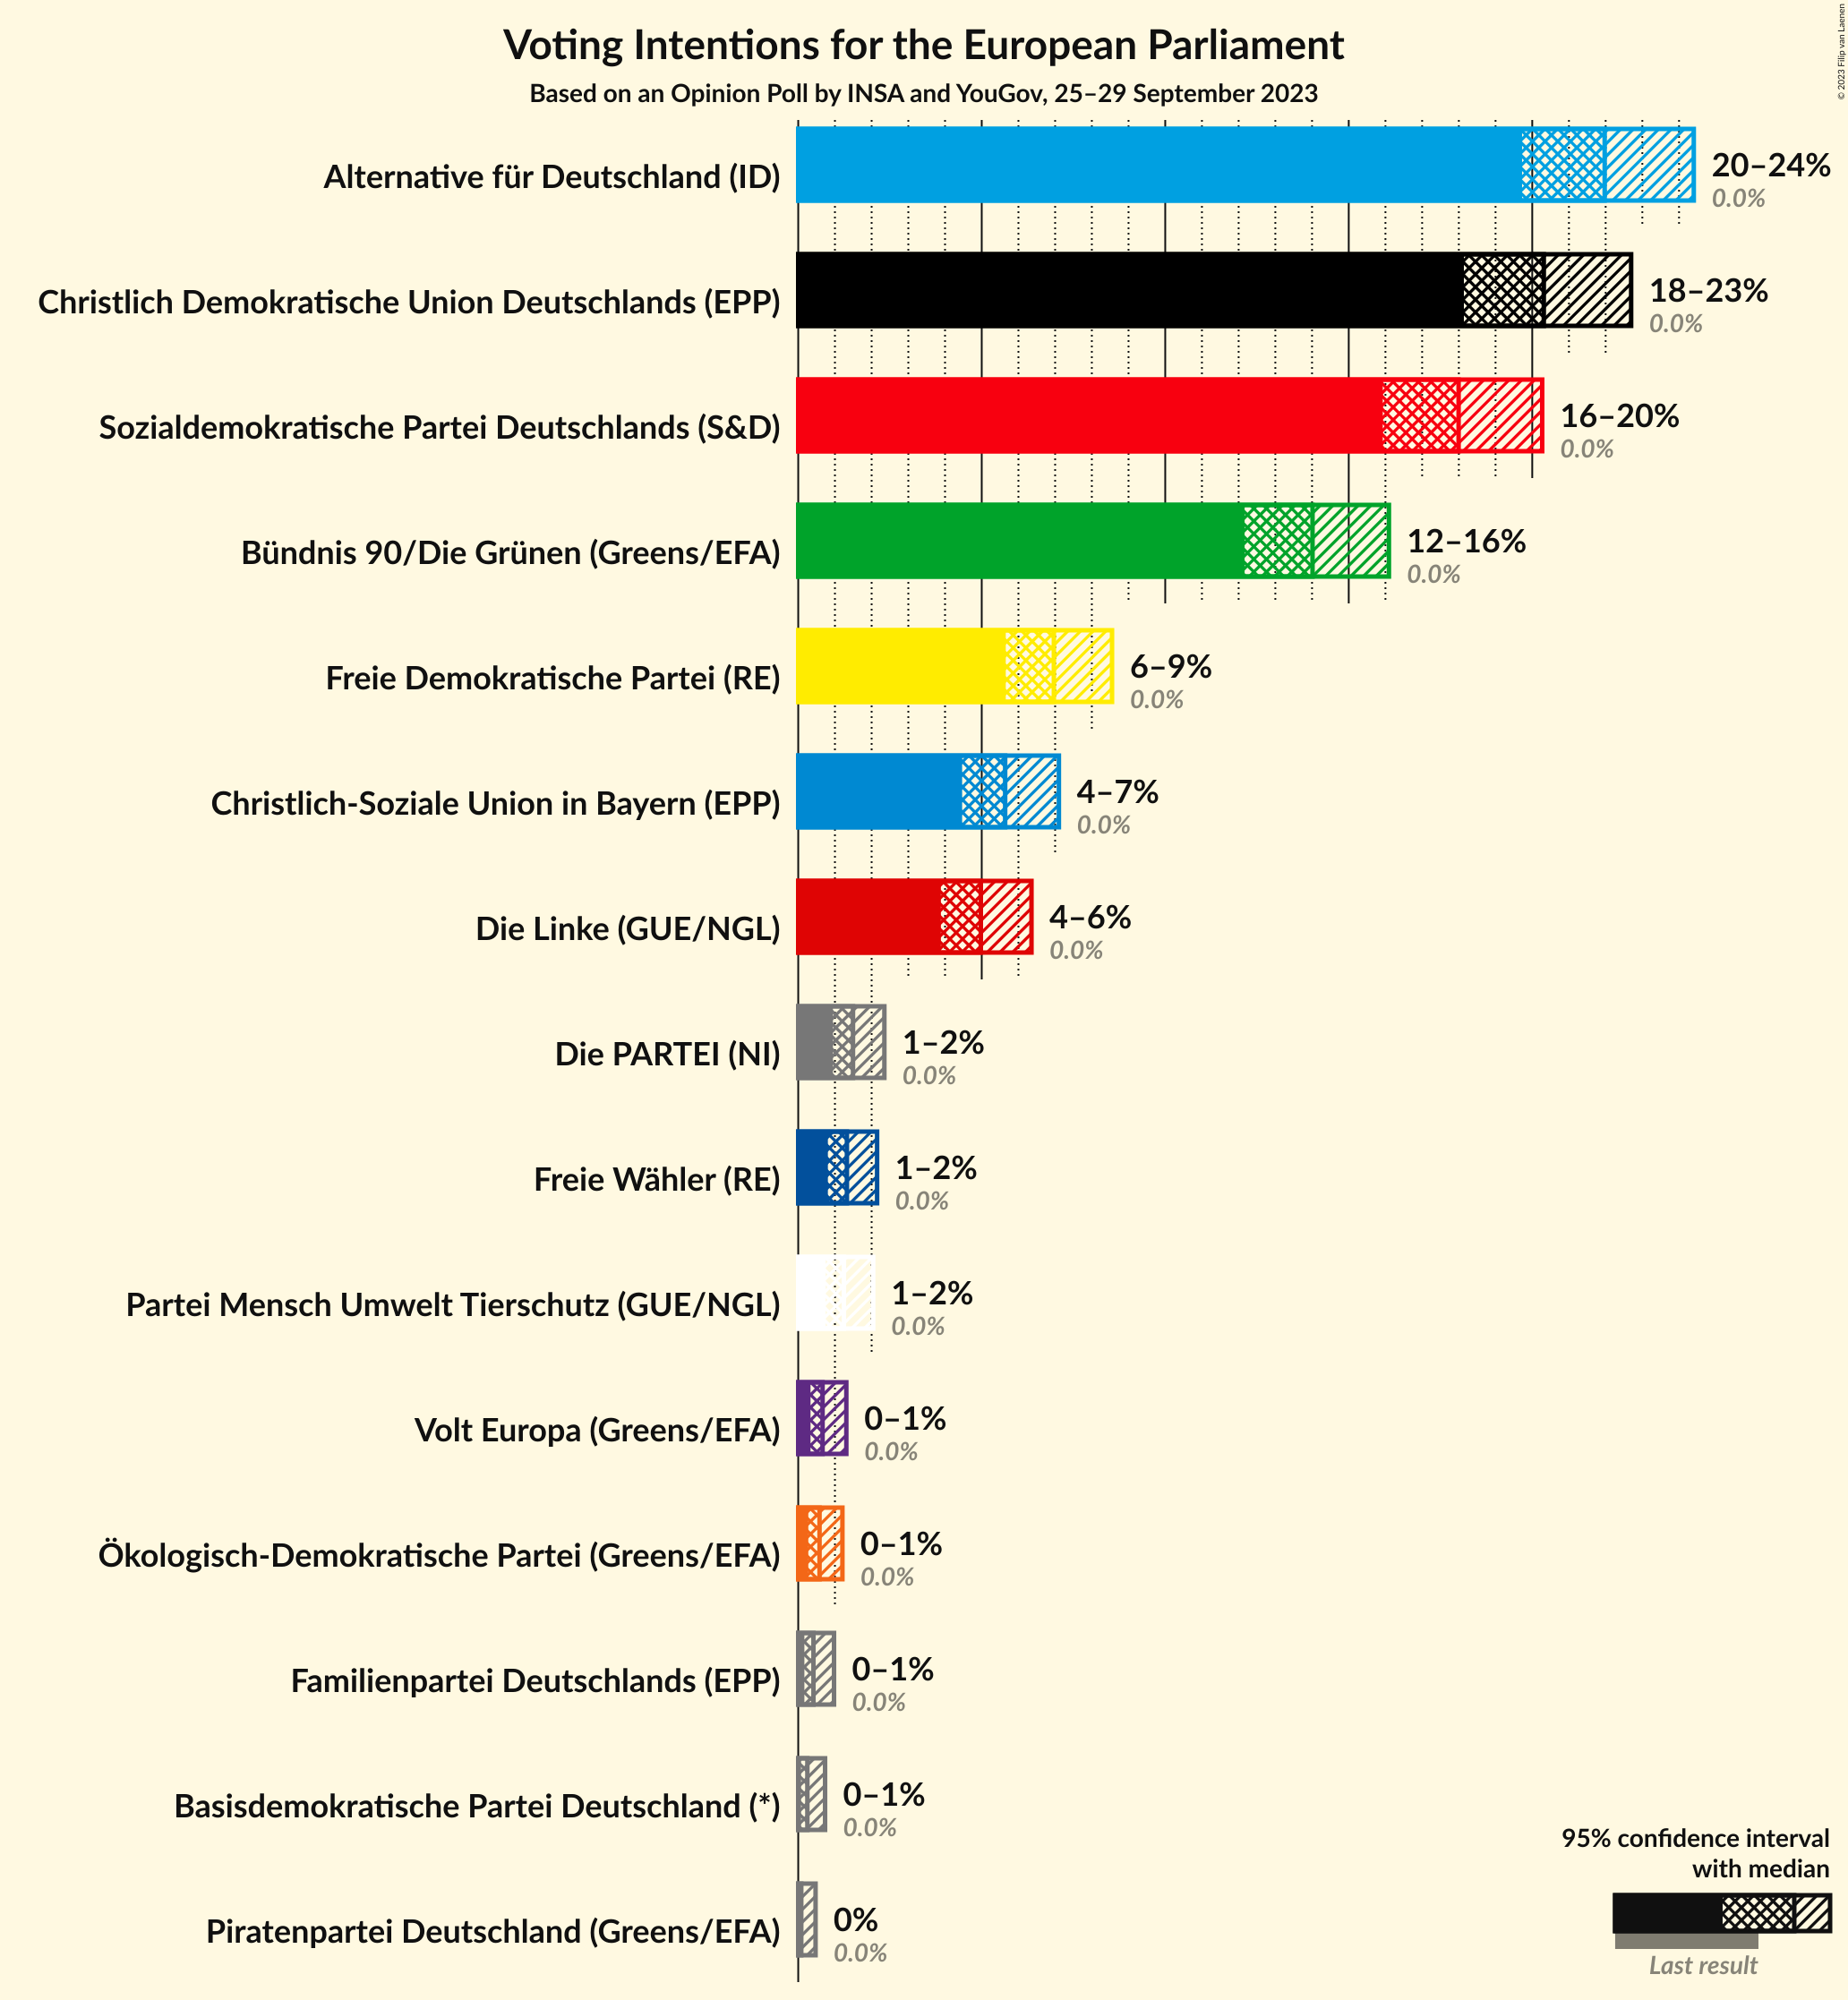 Voting Intentions for the European Parliament
Based on an Opinion Poll by INSA and YouGov, 25–29 September 2023
© 2023 Filip van Laenen
Alternative für Deutschland (ID)
20–24%
0.0%
Christlich Demokratische Union Deutschlands (EPP)
18–23%
0.0%
Sozialdemokratische Partei Deutschlands (S&D)
16–20%
0.0%
Bündnis 90/Die Grünen (Greens/EFA)
12–16%
0.0%
Freie Demokratische Partei (RE)
6–9%
0.0%
Christlich-Soziale Union in Bayern (EPP)
4–7%
0.0%
Die Linke (GUE/NGL)
4–6%
0.0%
Die PARTEI (NI)
1–2%
0.0%
Freie Wähler (RE)
1–2%
0.0%
Partei Mensch Umwelt Tierschutz (GUE/NGL)
1–2%
0.0%
Volt Europa (Greens/EFA)
0–1%
0.0%
Ökologisch-Demokratische Partei (Greens/EFA)
0–1%
0.0%
Familienpartei Deutschlands (EPP)
0–1%
0.0%
Basisdemokratische Partei Deutschland (*)
0–1%
0.0%
Piratenpartei Deutschland (Greens/EFA)
0%
0.0%
95% confidence interval
with median
Last result